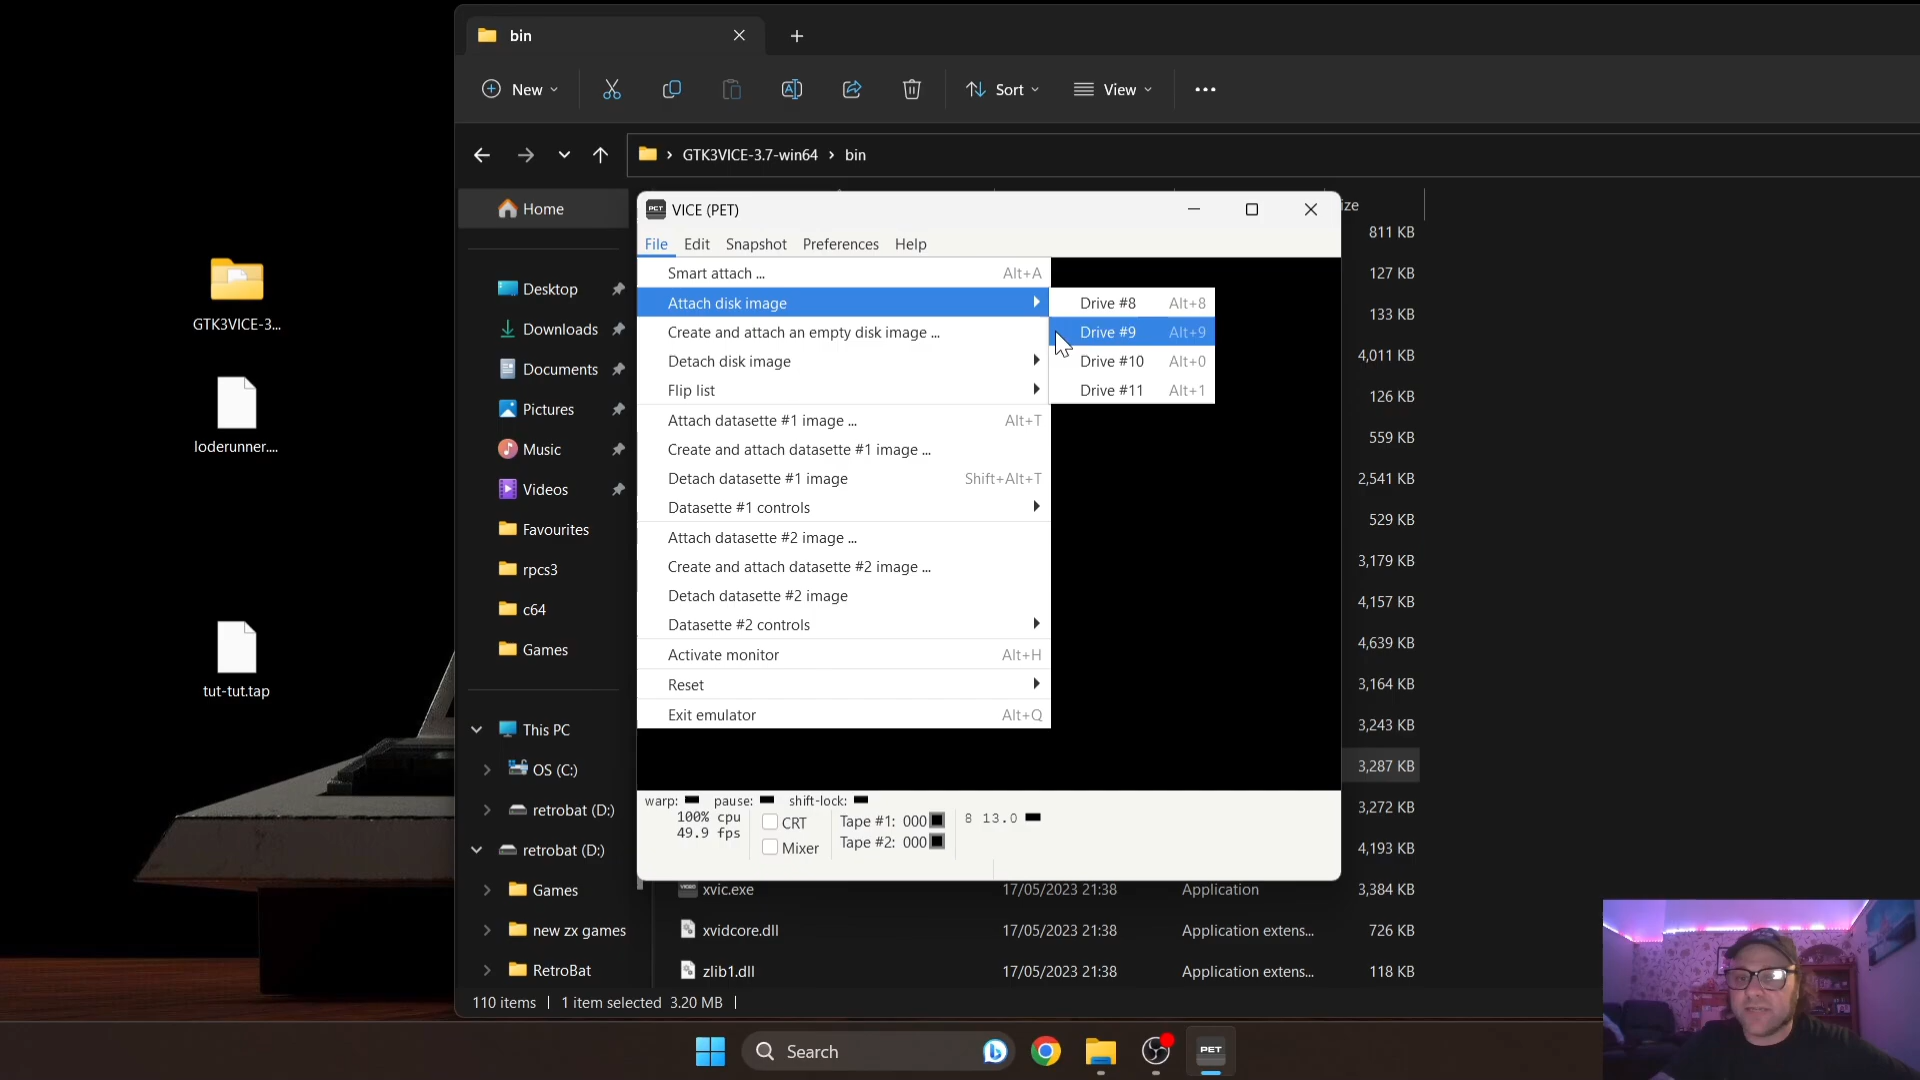 bin
New
Sort
View
GTK3VICE-3.7-win64 › bin
Home
VICE (PET)
ize
File Edit Snapshot Preferences Help
811 KB
Smart attach ... Alt+A
127 KB
Desktop
Attach disk image
Drive #8 Alt+8
133 KB
GTK3VICE-3...
Downloads
Create and attach an empty disk image ...
Drive #9 Alt+9
4,011 KB
Documents
Detach disk image
Drive #10 Alt+0
126 KB
Flip list
Drive #11 Alt+1
Pictures
Attach datasette #1 image ... Alt+T
559 KB
loderunner....
Music
Create and attach datasette #1 image ...
2,541 KB
Detach datasette #1 image Shift+Alt+T
Videos
Datasette #1 controls
529 KB
Favourites
Attach datasette #2 image ...
3,179 KB
rpcs3
Create and attach datasette #2 image ...
4,157 KB
c64
Detach datasette #2 image
Datasette #2 controls
4,639 KB
Games
Activate monitor Alt+H
3,164 KB
tut-tut.tap
Reset
3,243 KB
Exit emulator Alt+Q
This PC
3,287 KB
OS (C:)
warp: pause: shift-lock:
100% cpu
49.9 fps
CRT
Mixer
Tape #1: 000
Tape #2: 000
8 13.0
retrobat (D:)
3,272 KB
retrobat (D:)
4,193 KB
Games
xvic.exe 17/05/2023 21:38 Application 3,384 KB
new zx games
xvidcore.dll 17/05/2023 21:38 Application extens... 726 KB
RetroBat
zlib1.dll 17/05/2023 21:38 Application extens... 118 KB
110 items 1 item selected 3.20 MB
Search
PET